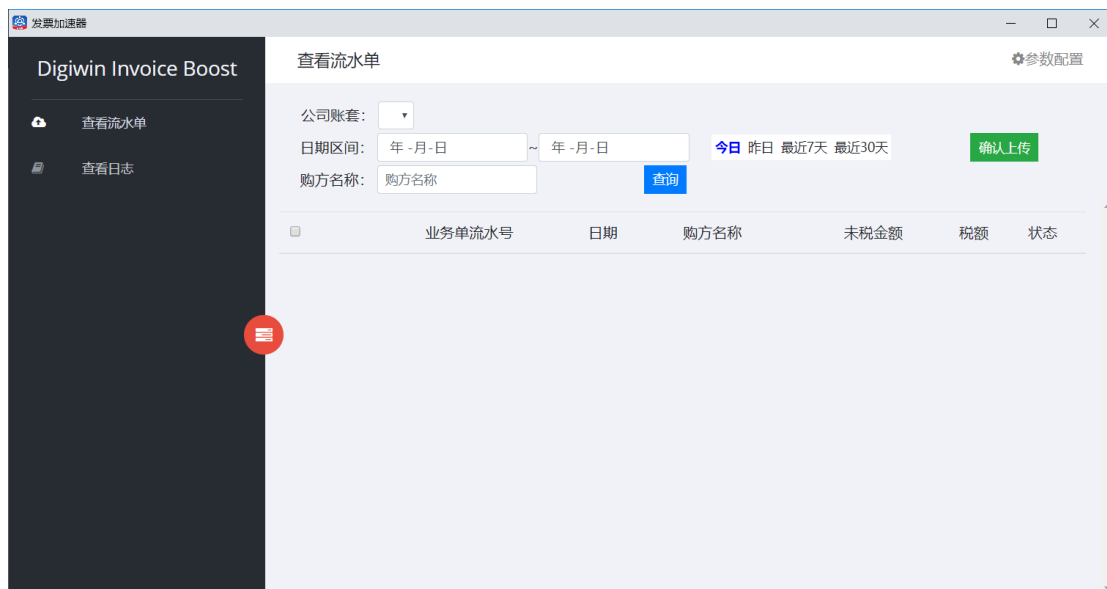 发票加速器
Digiwin Invoice Boost
查看流水单
查看日志
查看流水单
参数配置
公司账套：
日期区间： 年 -月-日 ~ 年 -月-日 今日 昨日 最近7天 最近30天 确认上传
购方名称： 购方名称 查询
业务单流水号 日期 购方名称 未税金额 税额 状态